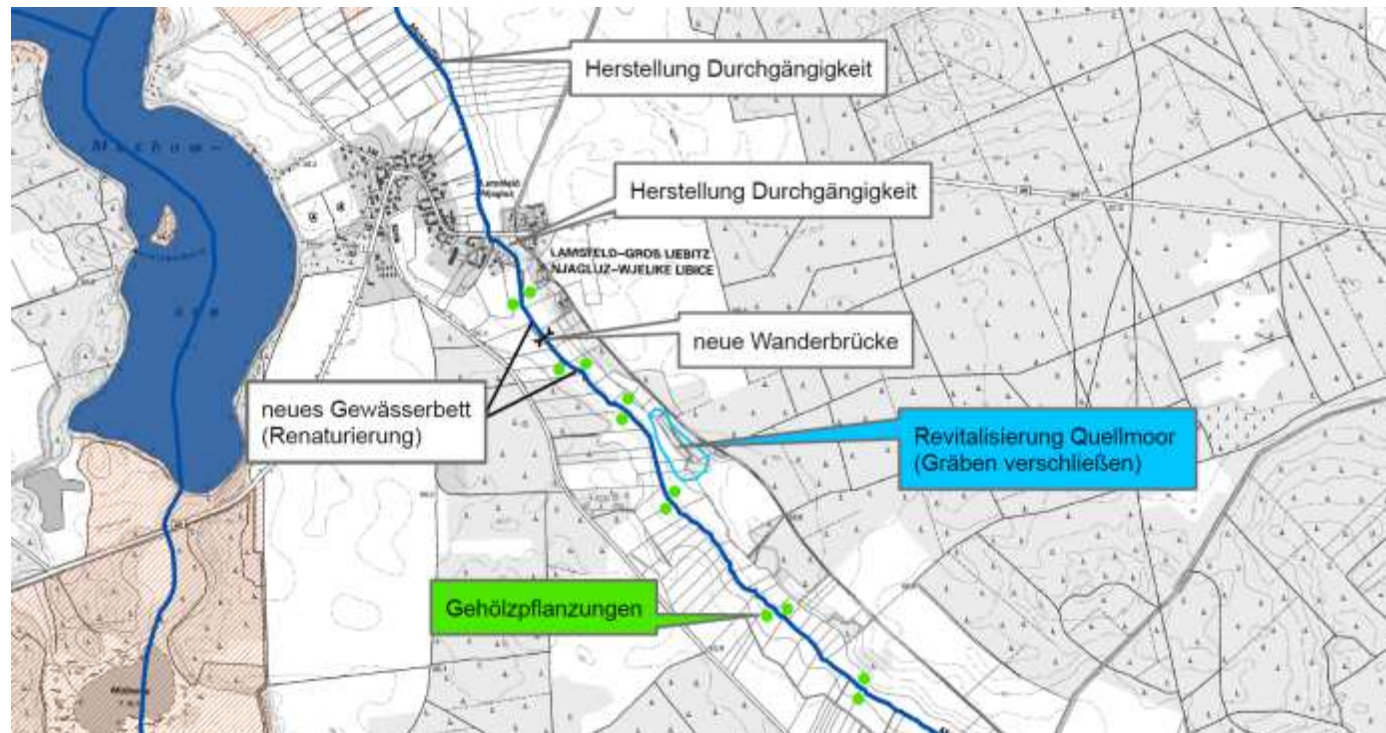 Herstellung Durchgängigkeit
Herstellung Durchgängigkeit
LAMSFELD-GROS LIEBITZ
NJAGLUZ-WJELIKE LIBICE
neue Wanderbrücke
neues Gewässerbett
(Renaturierung)
Revitalisierung Quellmoor
(Gräben verschließen)
Gehölzpflanzungen